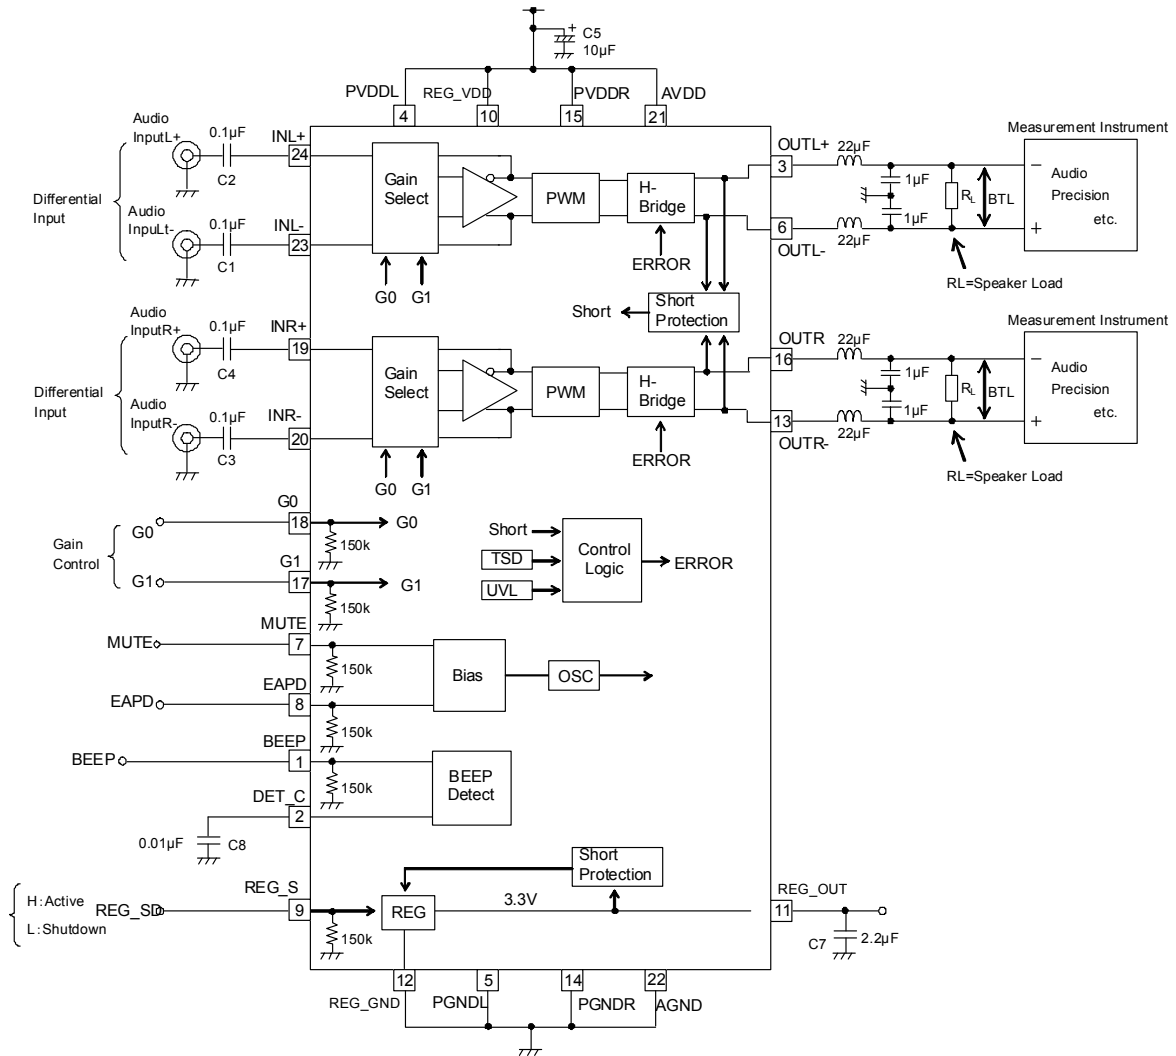 C5
10µF
PVDDL
REG_VDD
PVDDR
AVDD
4
10
15
21
Audio
InputL+
0.1µF
INL+
24
C2
Differential
Input
Audio
InpuLt-
0.1µF
INL-
23
C1
Gain
Select
PWM
H-
Bridge
ERROR
G0
G1
OUTL+
3
22µF
1µF
1µF
RL
BTL
6
OUTL-
22µF
Measurement Instrument
Audio
Precision
etc.
−
+
RL=Speaker Load
Short
Short
Protection
Audio
InputR+
0.1µF
INR+
19
C4
Differential
Input
Audio
InputR-
0.1µF
INR-
20
C3
Gain
Select
PWM
H-
Bridge
ERROR
G0
G1
OUTR
16
22µF
1µF
1µF
RL
BTL
13
OUTR-
22µF
Measurement Instrument
Audio
Precision
etc.
−
+
RL=Speaker Load
Gain
Control
G0
G0
18
G0
150k
G1
G1
17
G1
150k
Short
TSD
UVL
Control
Logic
ERROR
MUTE
MUTE
7
150k
EAPD
EAPD
8
150k
Bias
OSC
BEEP
BEEP
1
150k
DET_C
2
BEEP
Detect
0.01µF
C8
Short
Protection
H:Active
L:Shutdown
REG_SD
REG_S
9
150k
REG
3.3V
REG_OUT
11
C7
2.2µF
12
5
14
22
REG_GND
PGNDL
PGNDR
AGND
+